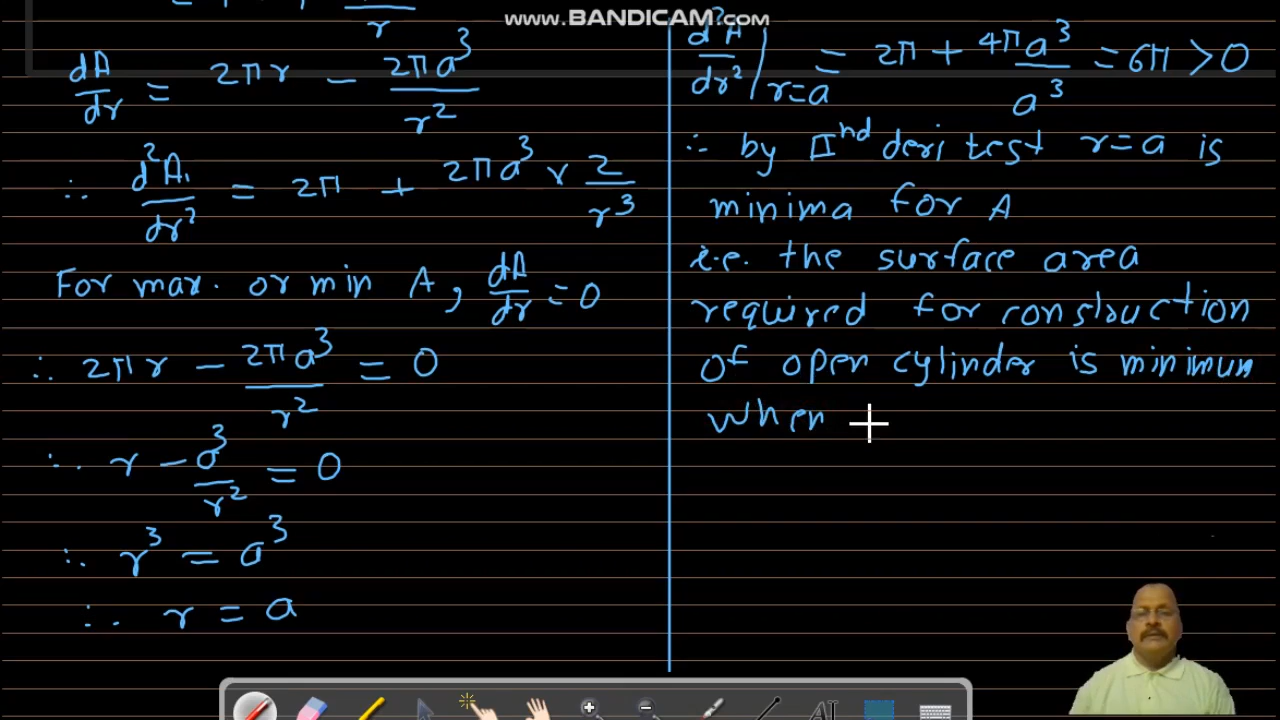 www.BANDICAM.com
r
dA/dr = 2πr - 2πa³/r²
∴ d²A/dr² = 2π + 2πa³ × 2/r³
For max. or min A, dA/dr = 0
∴ 2πr - 2πa³/r² = 0
∴ r - a³/r² = 0
∴ r³ = a³
∴ r = a
d²A/dr²|r=a = 2π + 4πa³/a³ = 6π > 0
∴ by IInd deri test r = a is
minima for A
i.e. the surface area
required for construction
of open cylinder is minimum
when